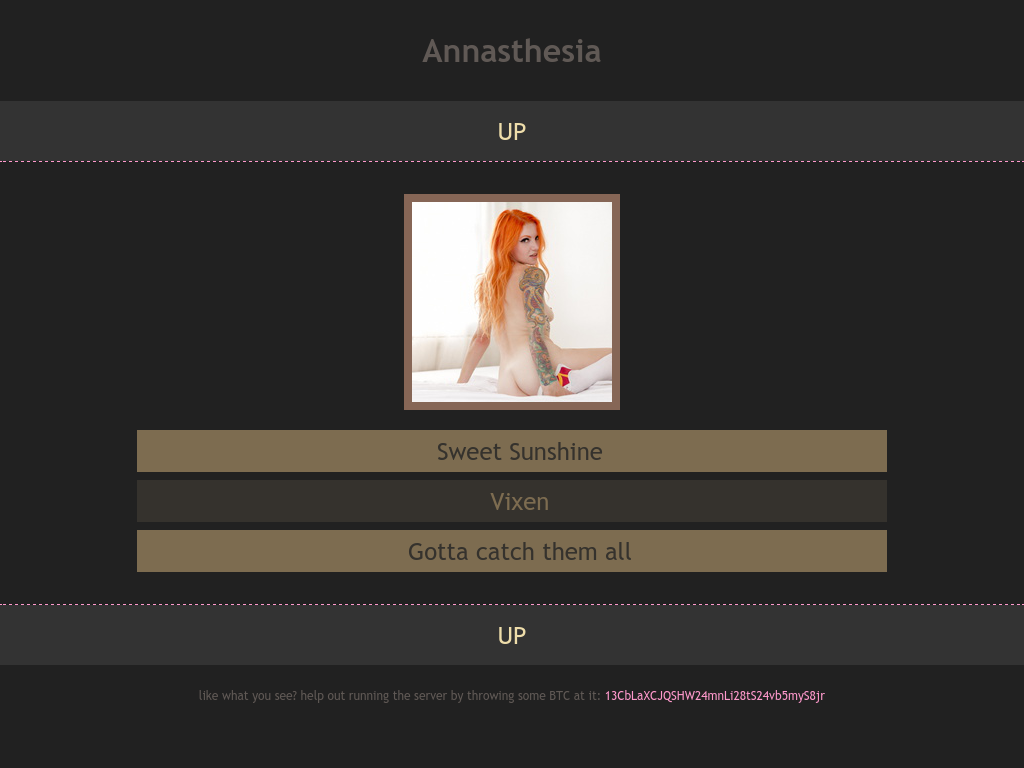 Annasthesia
UP
Sweet Sunshine
Vixen
Gotta catch them all
UP
like what you see? help out running the server by throwing some BTC at it: 13CbLaXCJQSHW24mnLi28tS24vb5myS8jr